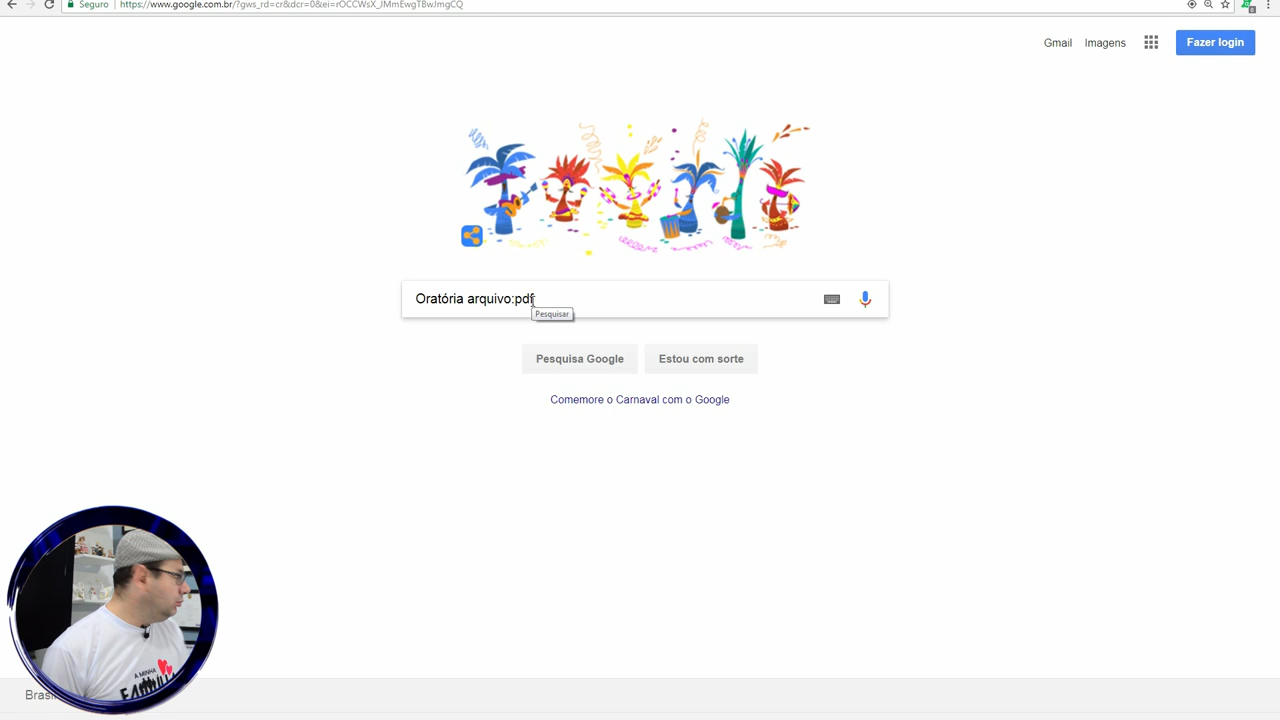 Seguro
https://www.google.com.br/?gws_rd=cr&dcr=0&ei=rOCCWsX_JMmEwgTBwJmgCQ
Gmail Imagens Fazer login
Oratória arquivo:pdf
Pesquisar
Pesquisa Google Estou com sorte
Comemore o Carnaval com o Google
A MINHA